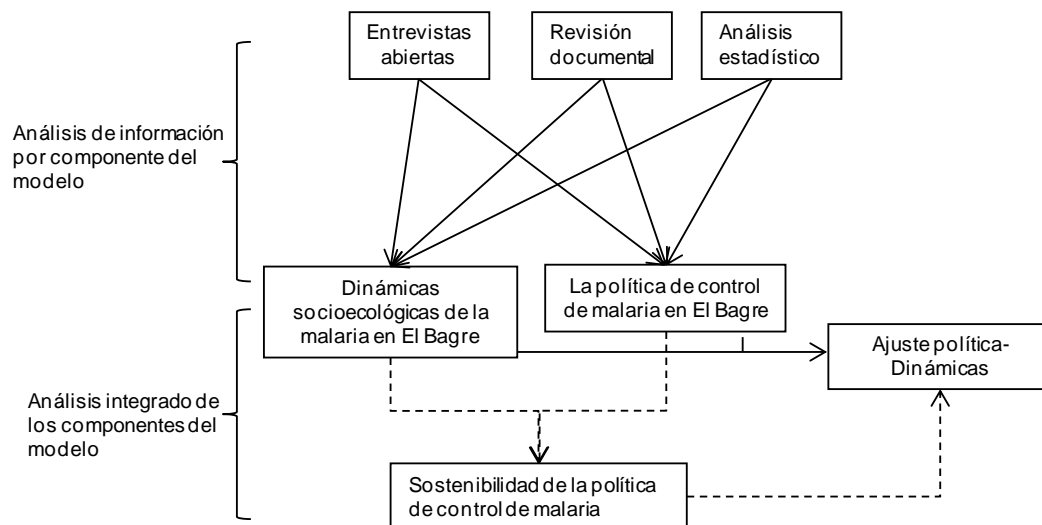 Entrevistas
abiertas
Revisión
documental
Análisis
estadístico
Análisis de información
por componente del
modelo
Dinámicas
socioecológicas de la
malaria en El Bagre
La política de control
de malaria en El Bagre
Ajuste política-
Dinámicas
Análisis integrado de
los componentes del
modelo
Sostenibilidad de la política
de control de malaria